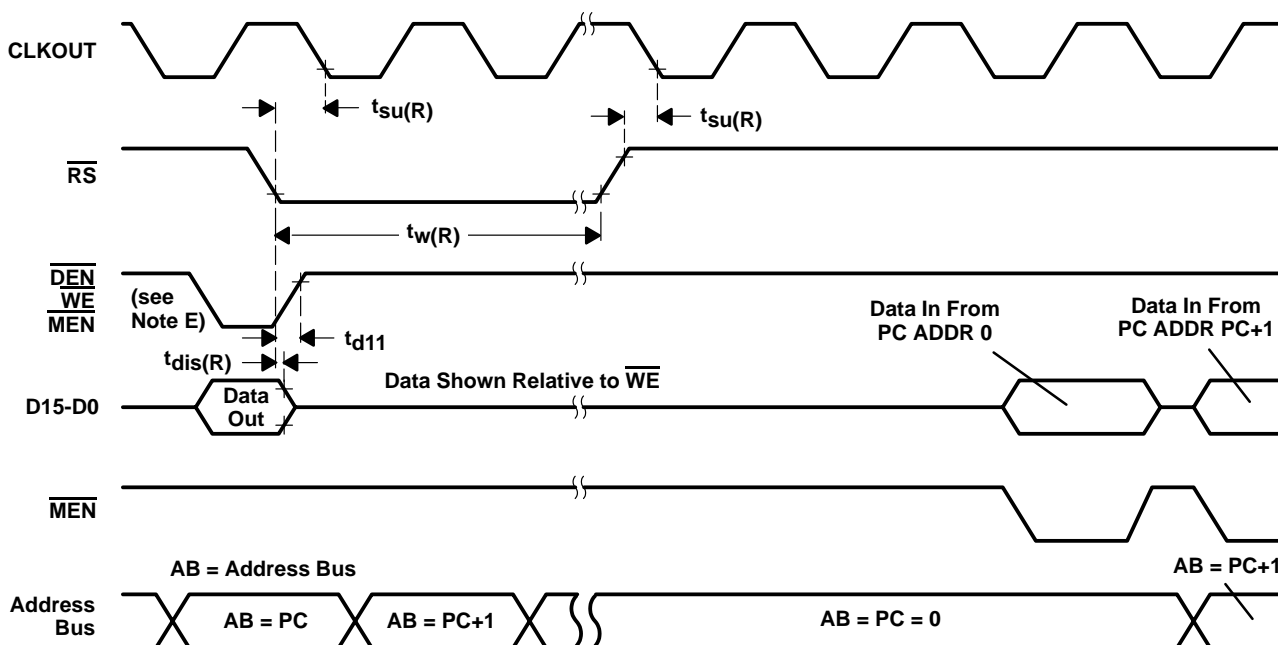 CLKOUT
tsu(R)
tsu(R)
RS
tw(R)
DEN
WE
MEN
(see
Note E)
td11
Data In From
PC ADDR 0
Data In From
PC ADDR PC+1
tdis(R)
Data Shown Relative to WE
D15-D0
Data
Out
MEN
AB = Address Bus
AB = PC+1
Address
Bus
AB = PC
AB = PC+1
AB = PC = 0